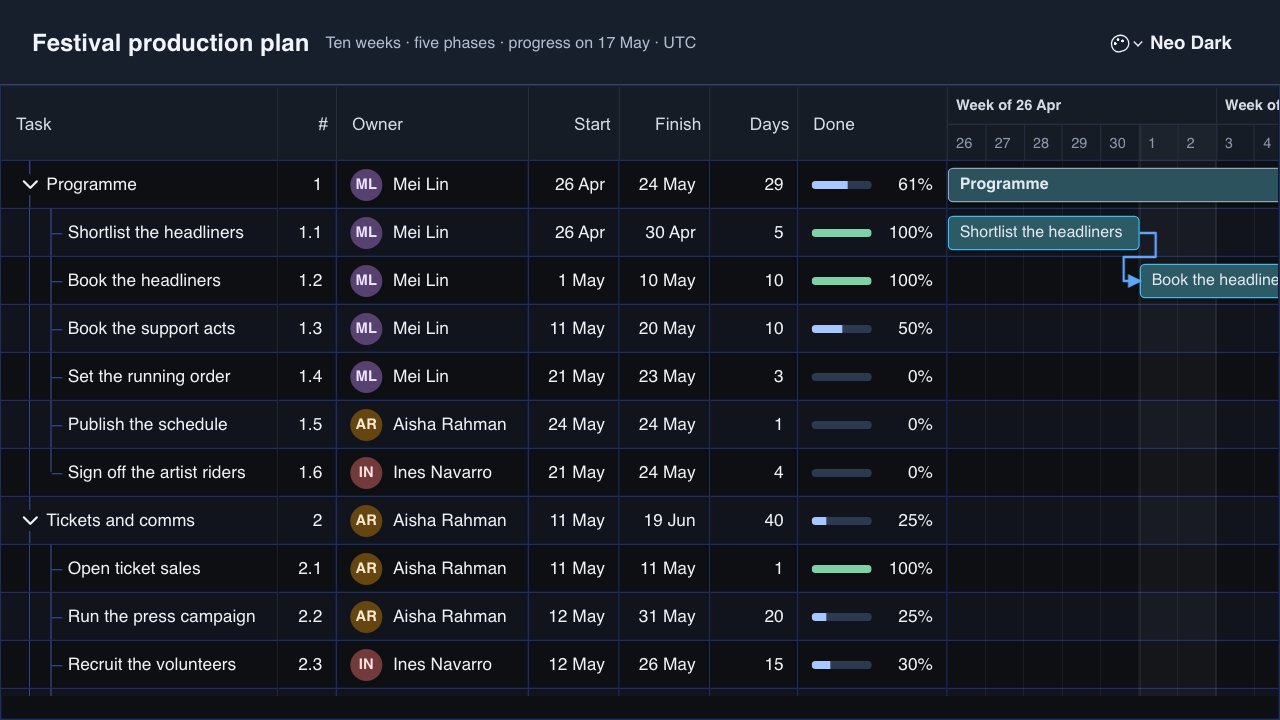 Festival production plan Ten weeks · five phases · progress on 17 May · UTC Neo Dark
Task # Owner Start Finish Days Done Week of 26 Apr Week of
26 27 28 29 30 1 2 3 4
Programme 1 ML Mei Lin 26 Apr 24 May 29 61% Programme
Shortlist the headliners 1.1 ML Mei Lin 26 Apr 30 Apr 5 100% Shortlist the headliners
Book the headliners 1.2 ML Mei Lin 1 May 10 May 10 100% Book the headline
Book the support acts 1.3 ML Mei Lin 11 May 20 May 10 50%
Set the running order 1.4 ML Mei Lin 21 May 23 May 3 0%
Publish the schedule 1.5 AR Aisha Rahman 24 May 24 May 1 0%
Sign off the artist riders 1.6 IN Ines Navarro 21 May 24 May 4 0%
Tickets and comms 2 AR Aisha Rahman 11 May 19 Jun 40 25%
Open ticket sales 2.1 AR Aisha Rahman 11 May 11 May 1 100%
Run the press campaign 2.2 AR Aisha Rahman 12 May 31 May 20 25%
Recruit the volunteers 2.3 IN Ines Navarro 12 May 26 May 15 30%